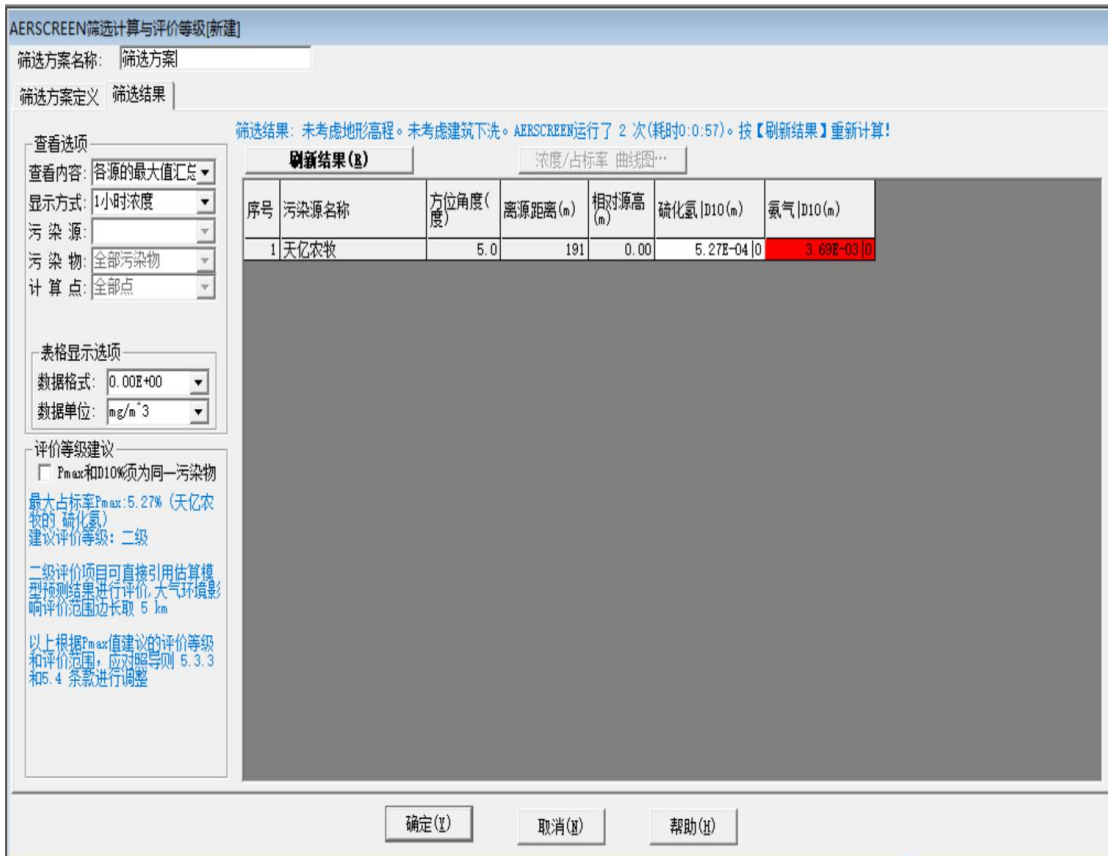 AERSCREEN筛选计算与评价等级[新建]
筛选方案名称: 筛选方案
筛选方案定义 筛选结果
筛选结果: 未考虑地形高程。未考虑建筑下洗。AERSCREEN运行了 2 次(耗时0:0:57)。按【刷新结果】重新计算!
刷新结果(R) 浓度/占标率 曲线图…
查看选项
查看内容: 各源的最大值汇总
显示方式: 1小时浓度
污 染 源:
污 染 物: 全部污染物
计 算 点: 全部点
序号 污染源名称 方位角度(度) 离源距离(m) 相对源高(m) 硫化氢|D10(m) 氨气|D10(m)
1 天亿农牧 5.0 191 0.00 5.27E-04|0 3.69E-03|0
表格显示选项
数据格式: 0.00E+00
数据单位: mg/m^3
评价等级建议
Pmax和D10%须为同一污染物
最大占标率Pmax:5.27% (天亿农
牧的 硫化氢)
建议评价等级: 二级
二级评价项目可直接引用估算模
型预测结果进行评价,大气环境影
响评价范围边长取 5 km
以上根据Pmax值建议的评价等级
和评价范围,应对照导则 5.3.3
和5.4 条款进行调整
确定(Y) 取消(N) 帮助(H)